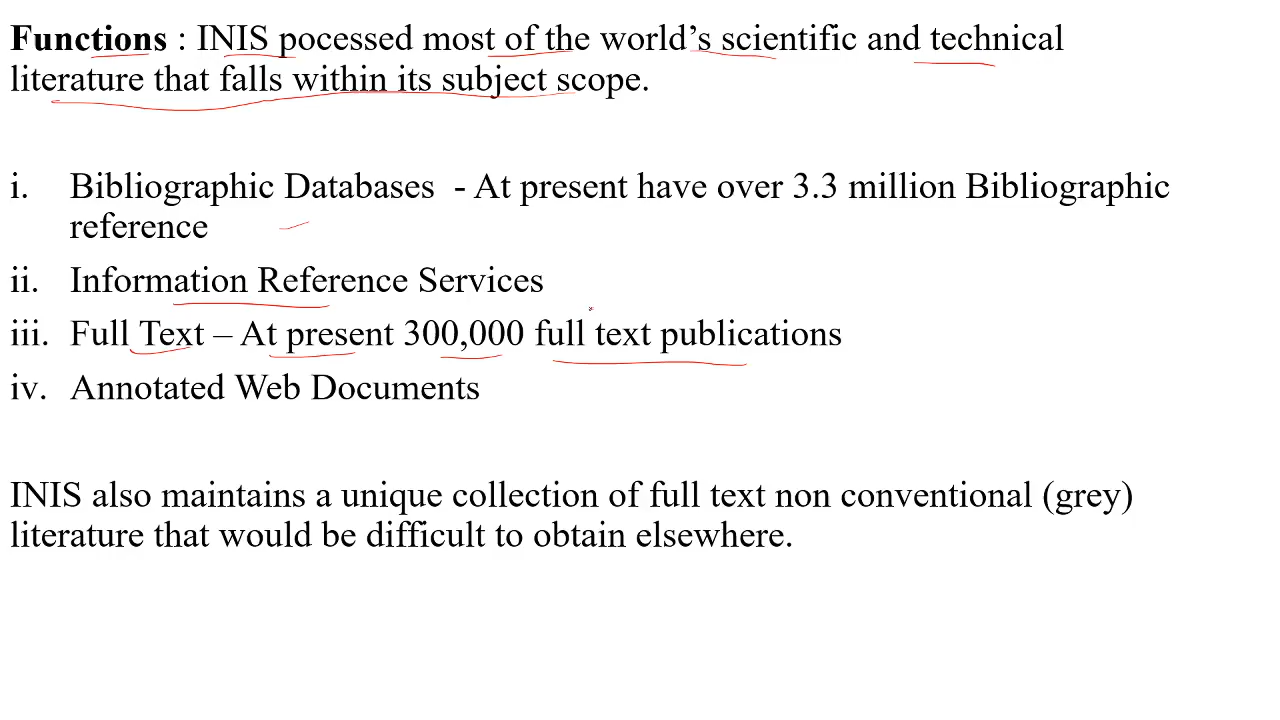 Functions : INIS pocessed most of the world’s scientific and technical
literature that falls within its subject scope.
i. Bibliographic Databases - At present have over 3.3 million Bibliographic
reference
ii. Information Reference Services
iii. Full Text – At present 300,000 full text publications
iv. Annotated Web Documents
INIS also maintains a unique collection of full text non conventional (grey)
literature that would be difficult to obtain elsewhere.